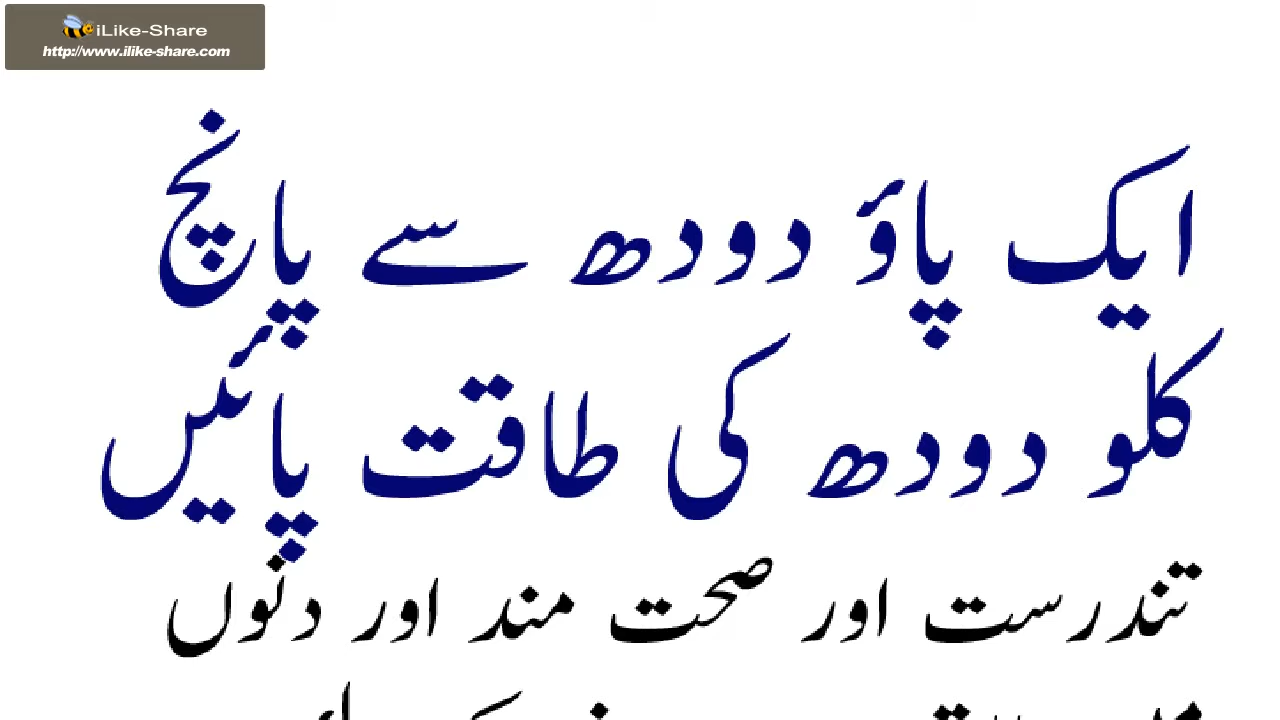 iLike-Share
http://www.ilike-share.com
ایک پاؤ دودھ سے پانچ
کلو دودھ کی طاقت پائیں
تندرست اور صحت مند اور دنوں